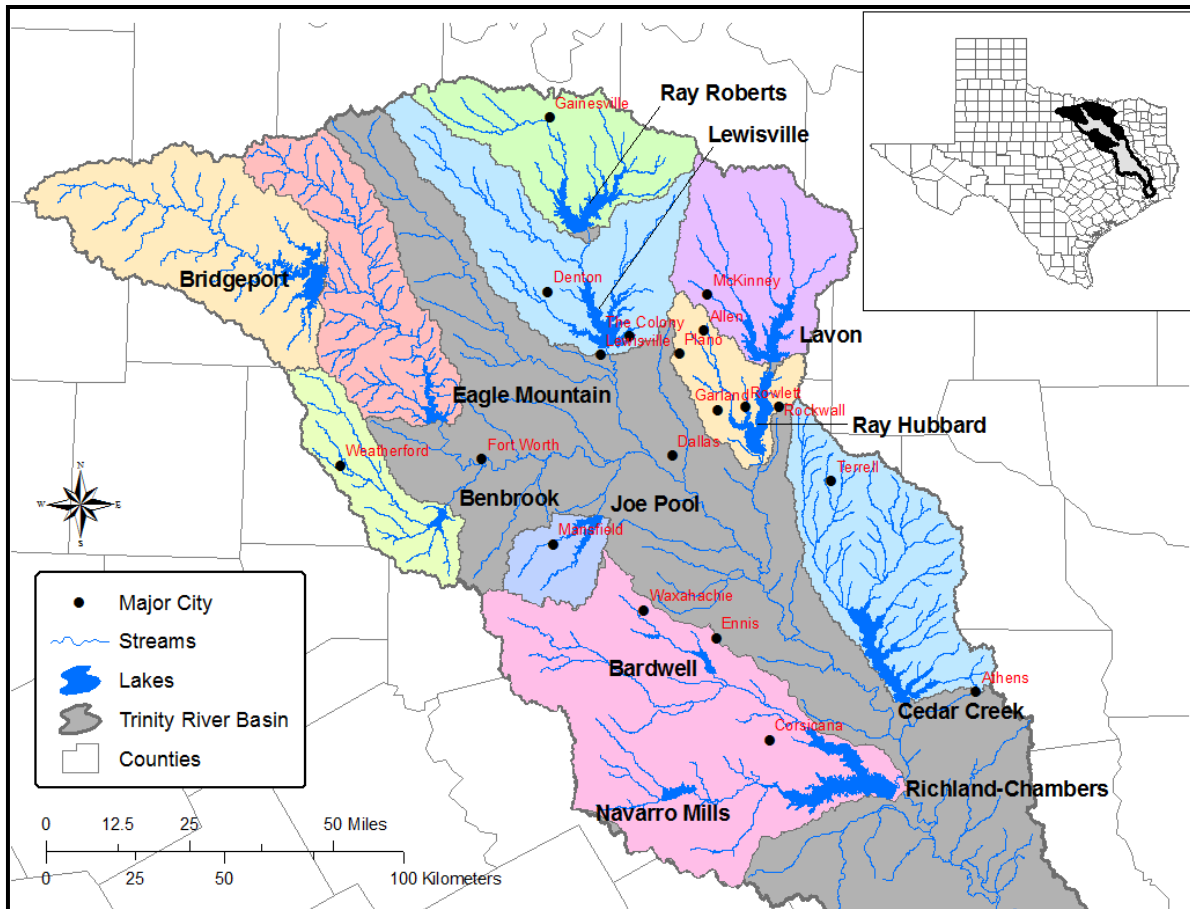 Ray Roberts
Gainesville
Lewisville
Bridgeport
Denton
McKinney
The Colony
Allen
Lewisville
Plano
Lavon
Eagle Mountain
Garland
Rowlett
Rockwall
Ray Hubbard
Weatherford
Fort Worth
Dallas
Terrell
N
W
E
S
Benbrook
Joe Pool
Mansfield
Waxahachie
Ennis
Bardwell
Athens
Cedar Creek
Corsicana
Richland-Chambers
Navarro Mills
Major City
Streams
Lakes
Trinity River Basin
Counties
0 12.5 25 50 Miles
0 25 50 100 Kilometers